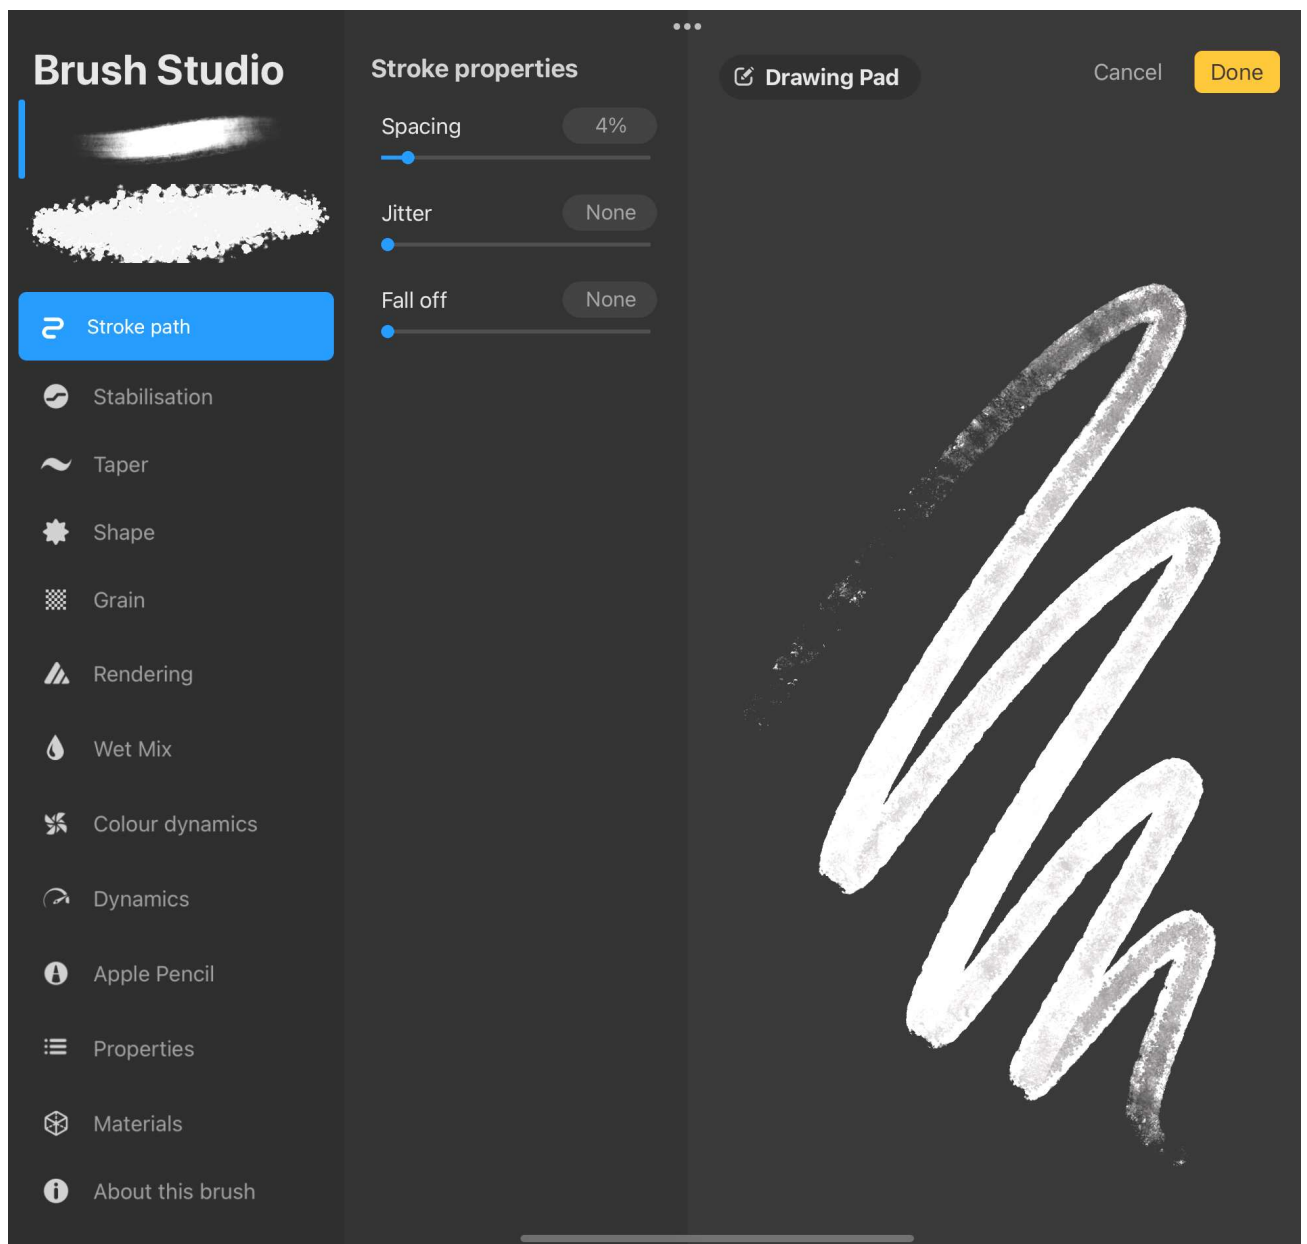 Brush Studio
Stroke path
Stabilisation
Taper
Shape
Grain
Rendering
Wet Mix
Colour dynamics
Dynamics
Apple Pencil
Properties
Materials
About this brush
Stroke properties
Spacing 4%
Jitter None
Fall off None
Drawing Pad
Cancel Done